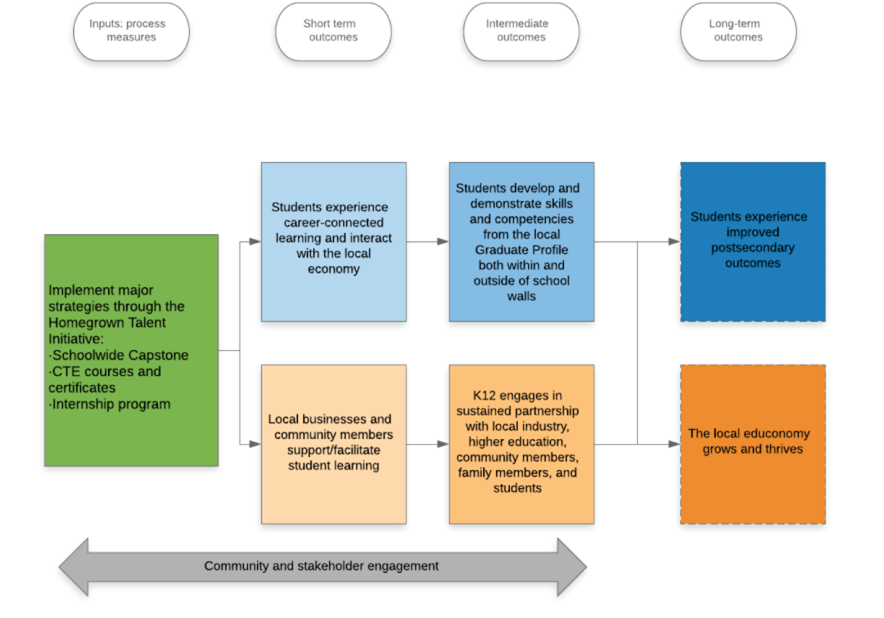 Inputs: process
measures
Short term
outcomes
Intermediate
outcomes
Long-term
outcomes
Implement major
strategies through the
Homegrown Talent
Initiative:
·Schoolwide Capstone
·CTE courses and
certificates
·Internship program
Students experience
career-connected
learning and interact
with the local
economy
Students develop and
demonstrate skills
and competencies
from the local
Graduate Profile
both within and
outside of school
walls
Students experience
improved
postsecondary
outcomes
Local businesses and
community members
support/facilitate
student learning
K12 engages in
sustained partnership
with local industry,
higher education,
community members,
family members, and
students
The local educonomy
grows and thrives
Community and stakeholder engagement